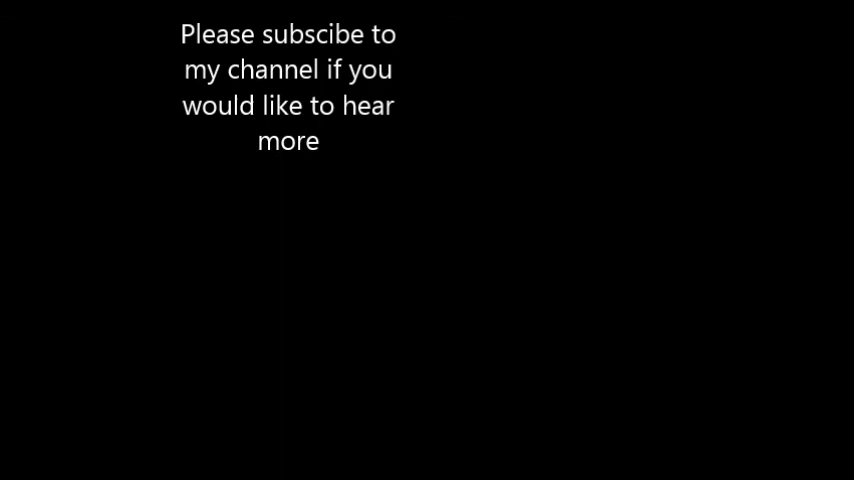 Please subscibe to
my channel if you
would like to hear
more